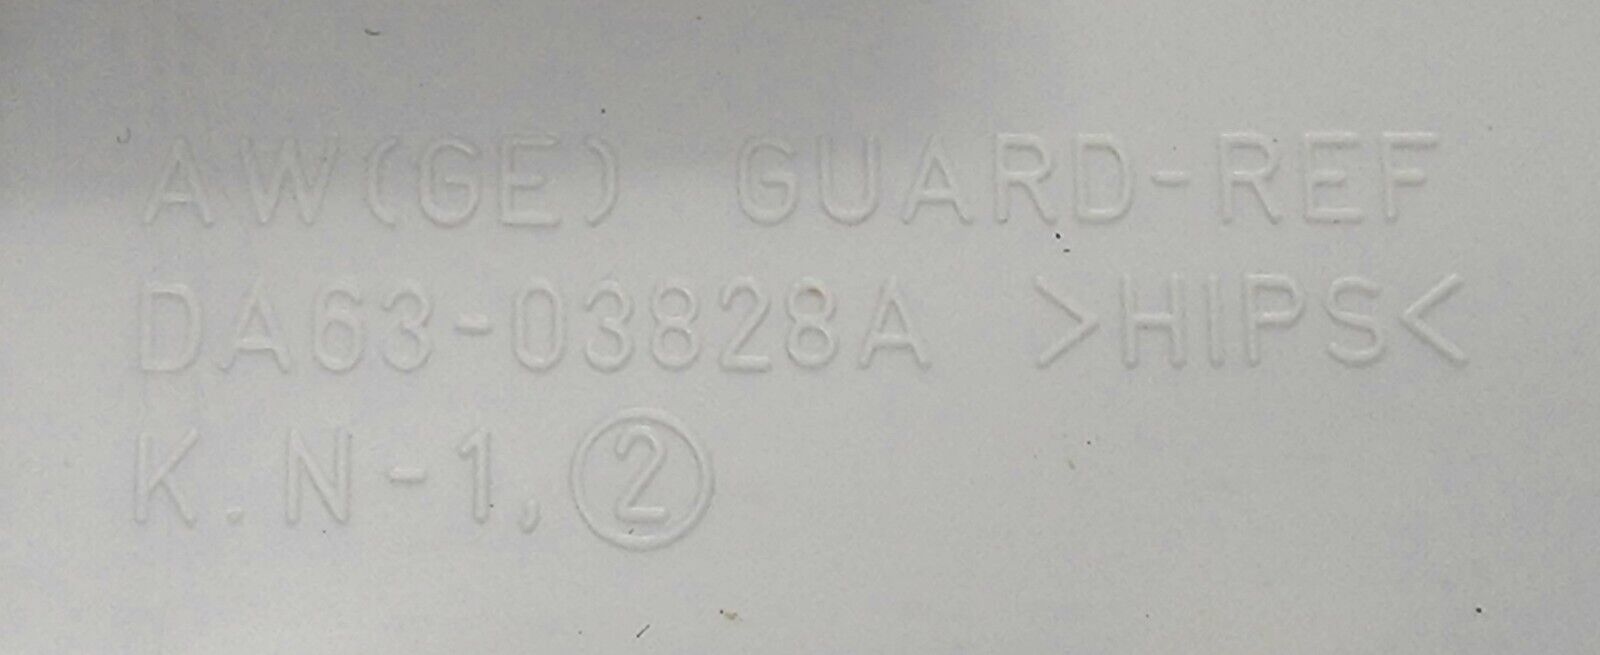 AW(GE) GUARD-REF
DA63-03828A >HIPS<
K.N-1, ②